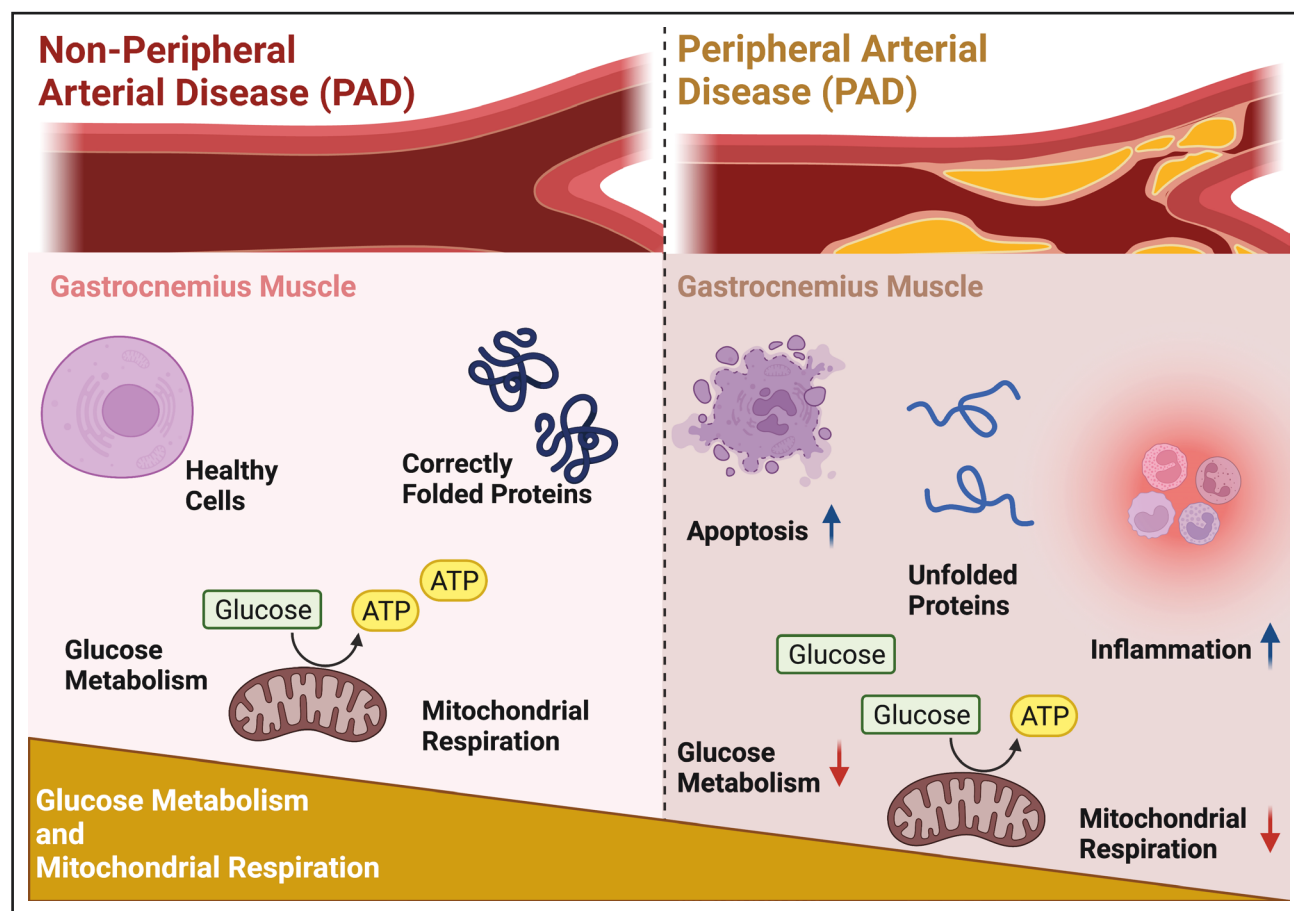 Non-Peripheral
Arterial Disease (PAD)
Gastrocnemius Muscle
Healthy
Cells
Correctly
Folded Proteins
Glucose
ATP
ATP
Glucose
Metabolism
Mitochondrial
Respiration
Peripheral Arterial
Disease (PAD)
Gastrocnemius Muscle
Apoptosis
Unfolded
Proteins
Inflammation
Glucose
Glucose
ATP
Glucose
Metabolism
Mitochondrial
Respiration
Glucose Metabolism
and
Mitochondrial Respiration